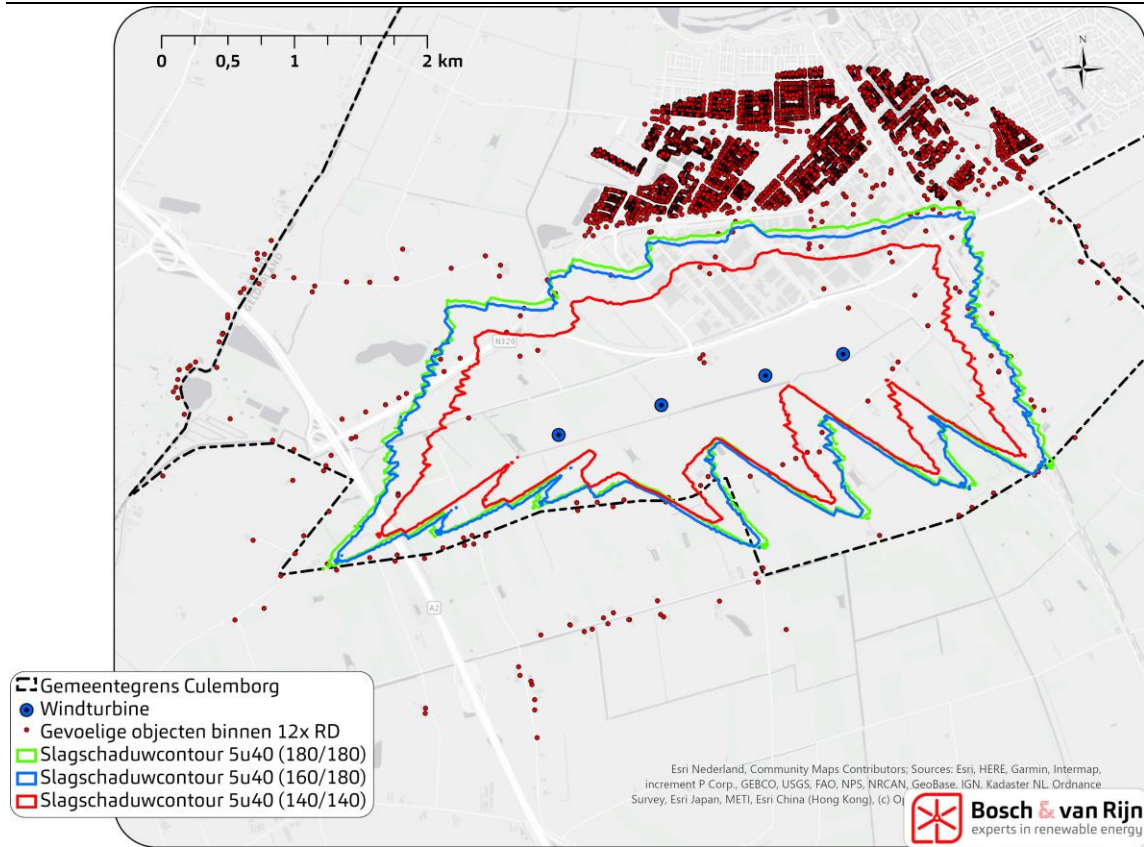 N
0 0,5 1 2 km
GELDERLAND
N320
A2
Gemeentegrens Culemborg
Windturbine
Gevoelige objecten binnen 12x RD
Slagschaduwcontour 5u40 (180/180)
Slagschaduwcontour 5u40 (160/180)
Slagschaduwcontour 5u40 (140/140)
Esri Nederland, Community Maps Contributors; Sources: Esri, HERE, Garmin, Intermap,
increment P Corp., GEBCO, USGS, FAO, NPS, NRCAN, GeoBase, IGN, Kadaster NL, Ordnance
Survey, Esri Japan, METI, Esri China (Hong Kong), (c) Op
Bosch & van Rijn
experts in renewable energy